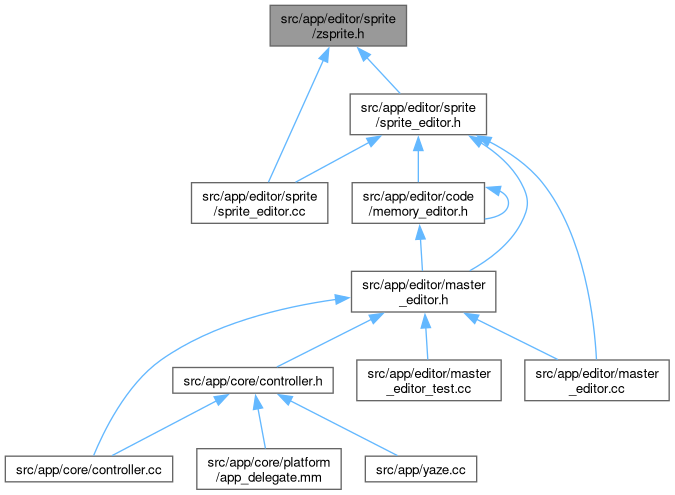 src/app/editor/sprite
/zsprite.h
src/app/editor/sprite
/sprite_editor.h
src/app/editor/sprite
/sprite_editor.cc
src/app/editor/code
/memory_editor.h
src/app/editor/master
_editor.h
src/app/core/controller.h
src/app/editor/master
_editor_test.cc
src/app/editor/master
_editor.cc
src/app/core/controller.cc
src/app/core/platform
/app_delegate.mm
src/app/yaze.cc